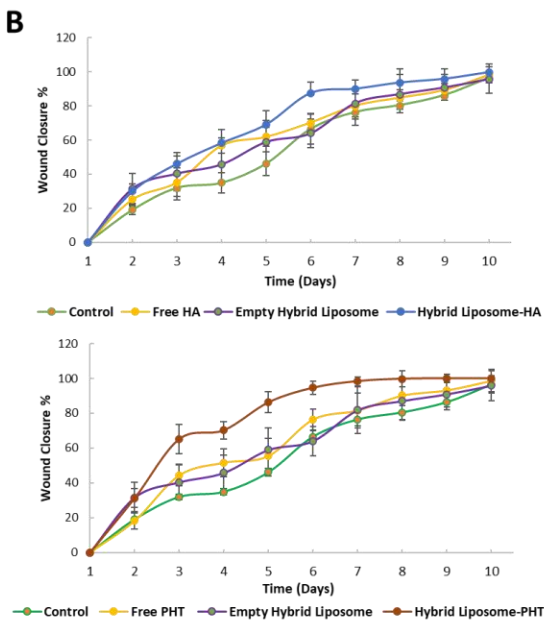 B
120
100
80
60
40
20
0
Wound Closure %
1 2 3 4 5 6 7 8 9 10
Time (Days)
Control Free HA Empty Hybrid Liposome Hybrid Liposome-HA
120
100
80
60
40
20
0
Wound Closure %
1 2 3 4 5 6 7 8 9 10
Time (Days)
Control Free PHT Empty Hybrid Liposome Hybrid Liposome-PHT